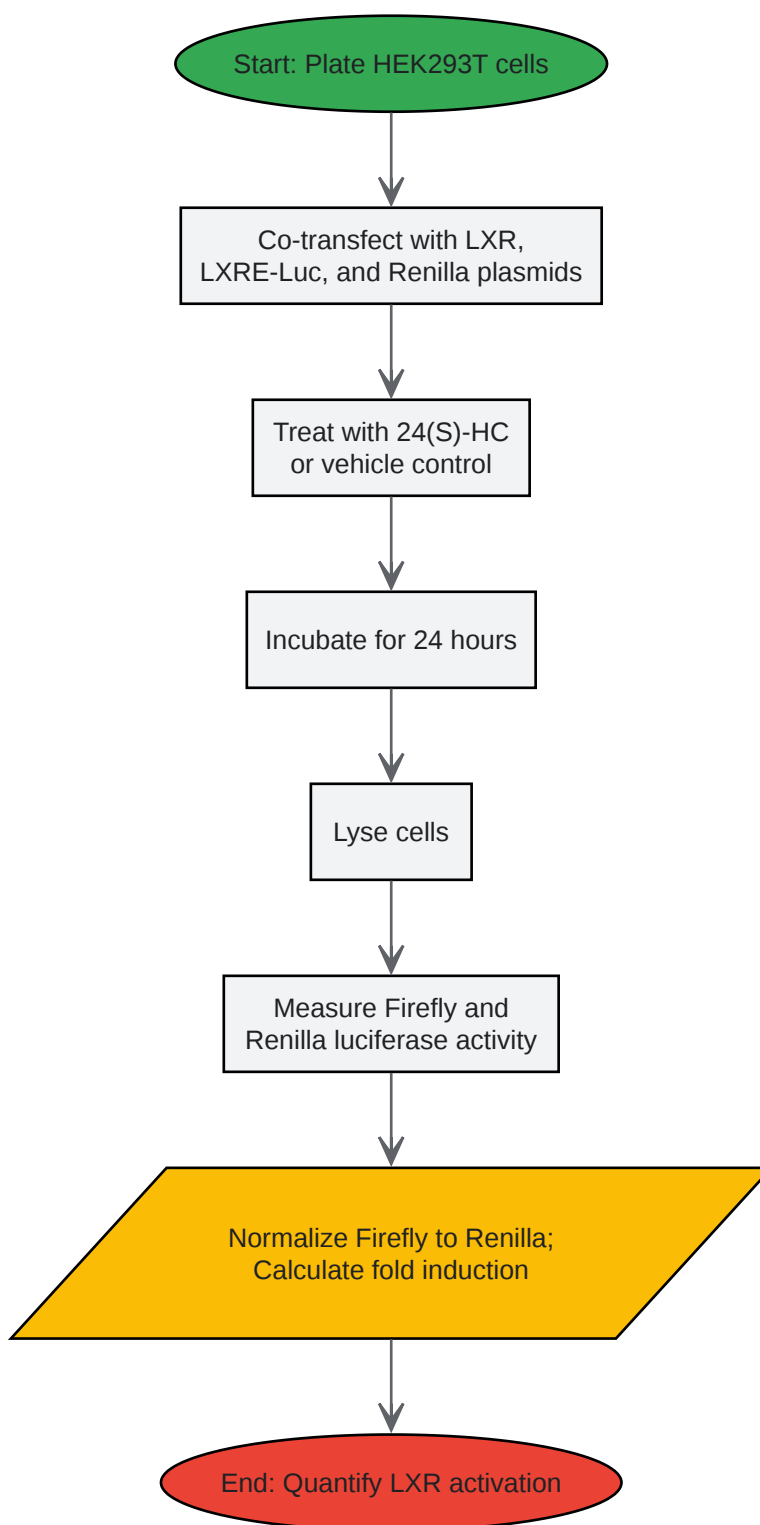 Start: Plate HEK293T cells
Co-transfect with LXR,
LXRE-Luc, and Renilla plasmids
Treat with 24(S)-HC
or vehicle control
Incubate for 24 hours
Lyse cells
Measure Firefly and
Renilla luciferase activity
Normalize Firefly to Renilla;
Calculate fold induction
End: Quantify LXR activation